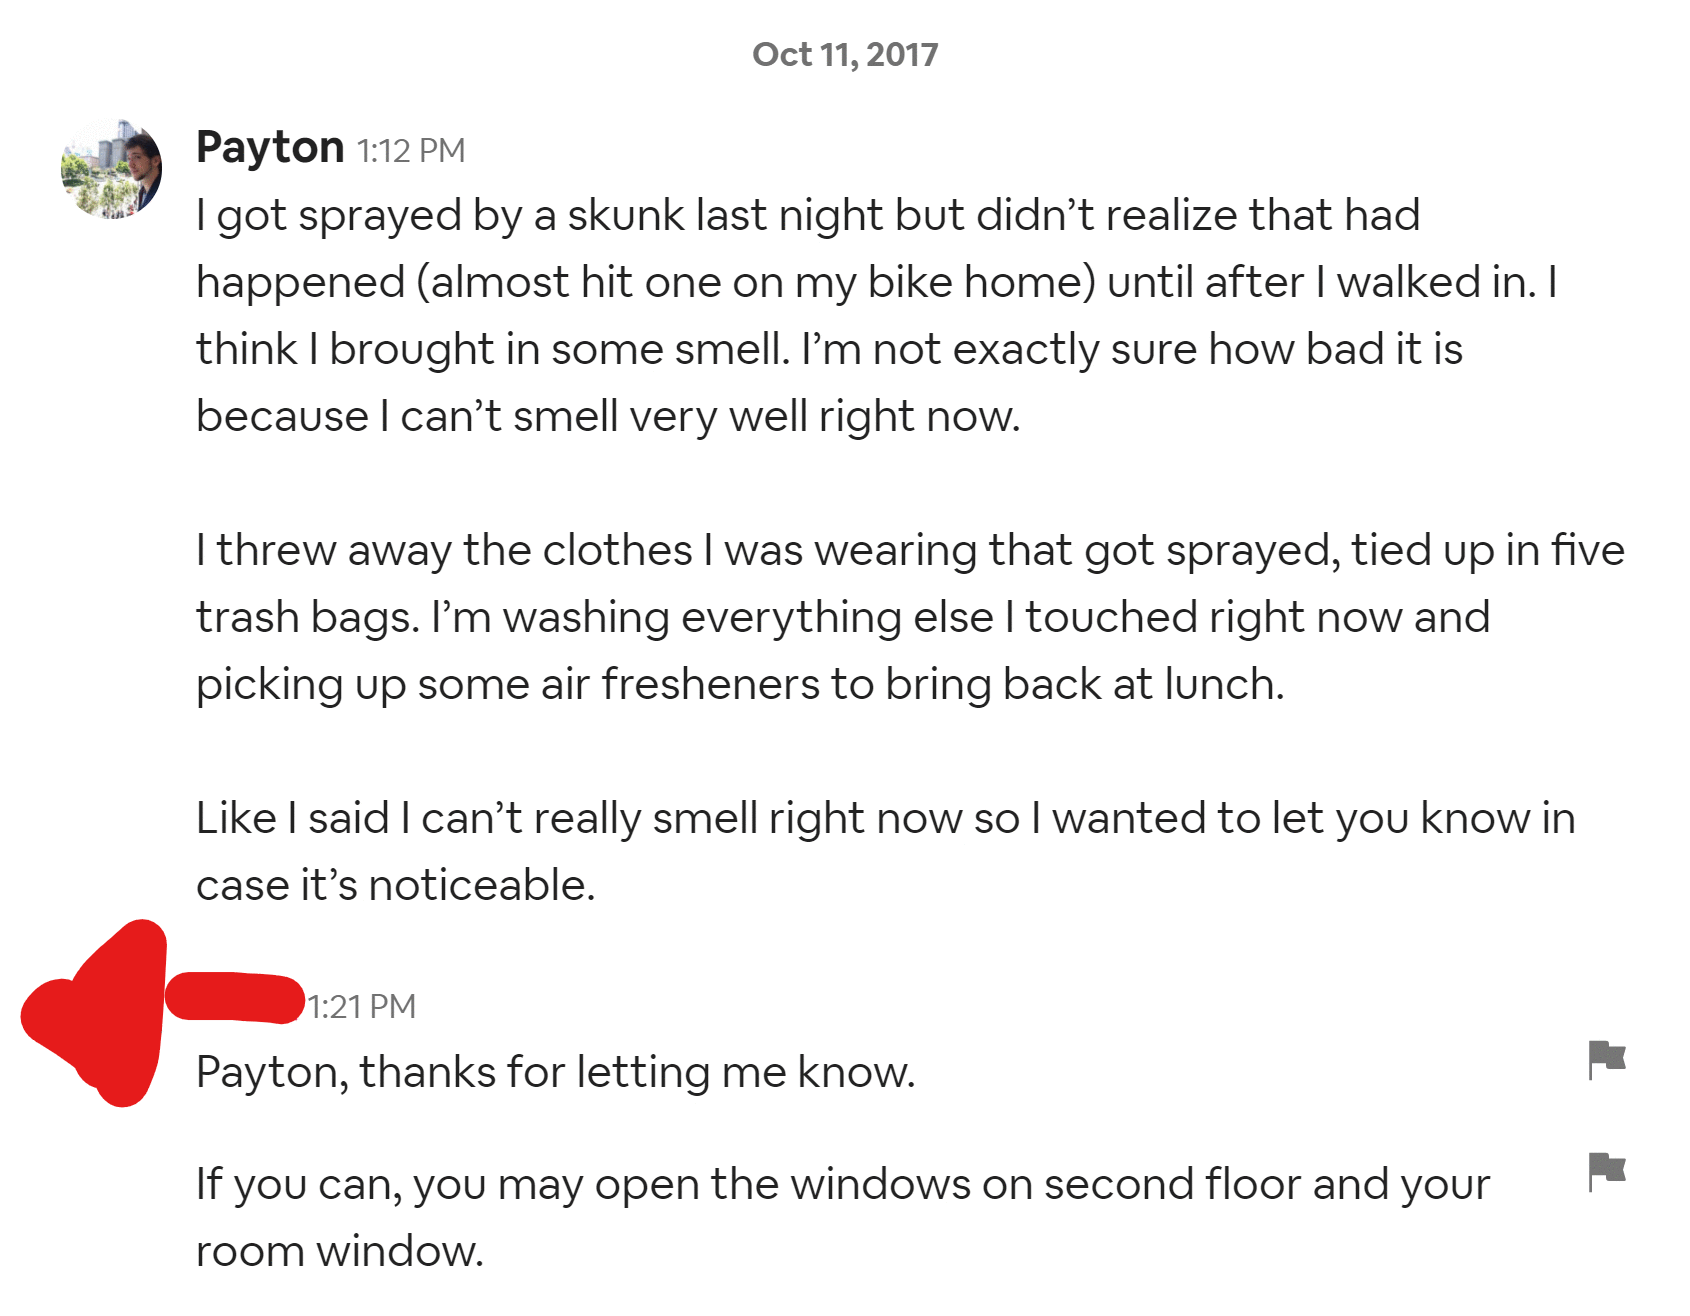 Oct 11, 2017
Payton 1:12 PM
I got sprayed by a skunk last night but didn’t realize that had
happened (almost hit one on my bike home) until after I walked in. I
think I brought in some smell. I’m not exactly sure how bad it is
because I can’t smell very well right now.
I threw away the clothes I was wearing that got sprayed, tied up in five
trash bags. I’m washing everything else I touched right now and
picking up some air fresheners to bring back at lunch.
Like I said I can’t really smell right now so I wanted to let you know in
case it’s noticeable.
1:21 PM
Payton, thanks for letting me know.
If you can, you may open the windows on second floor and your
room window.